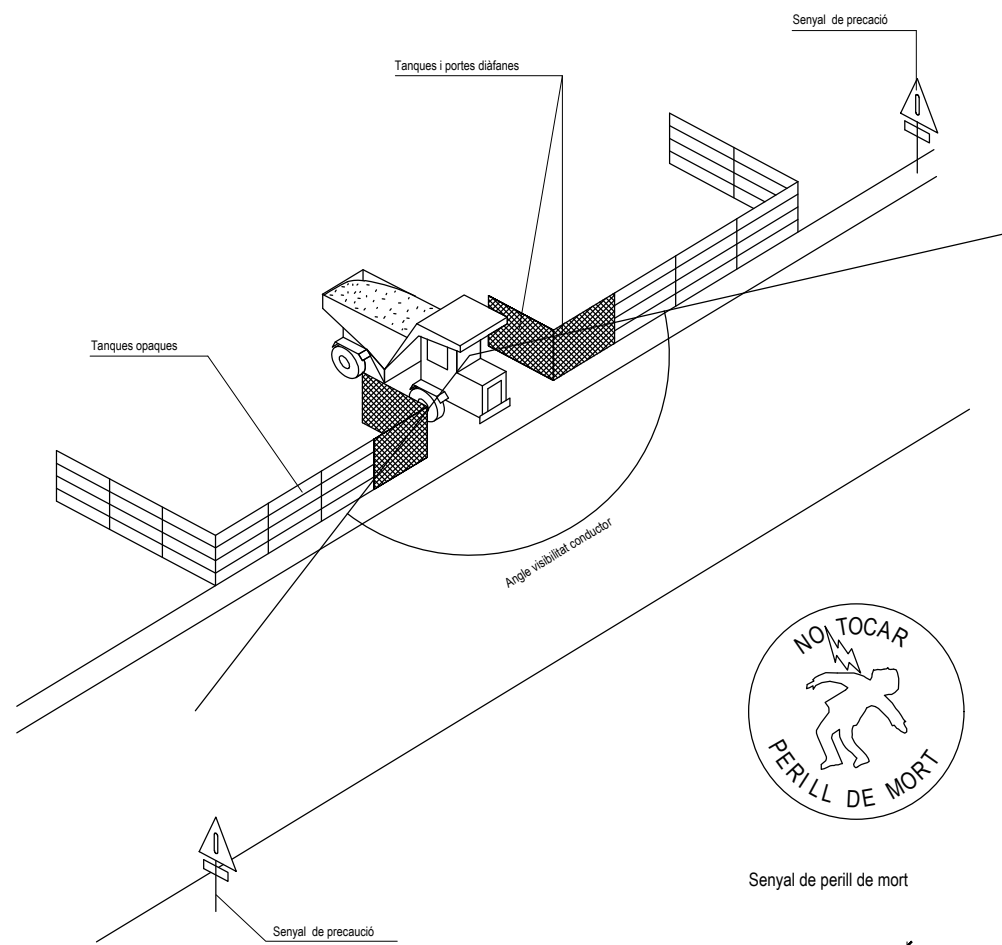 Senyal de precació
Tanques i portes diàfanes
Tanques opaques
Angle visibilitat conductor
NO TOCAR
PERILL DE MORT
Senyal de perill de mort
Senyal de precaució